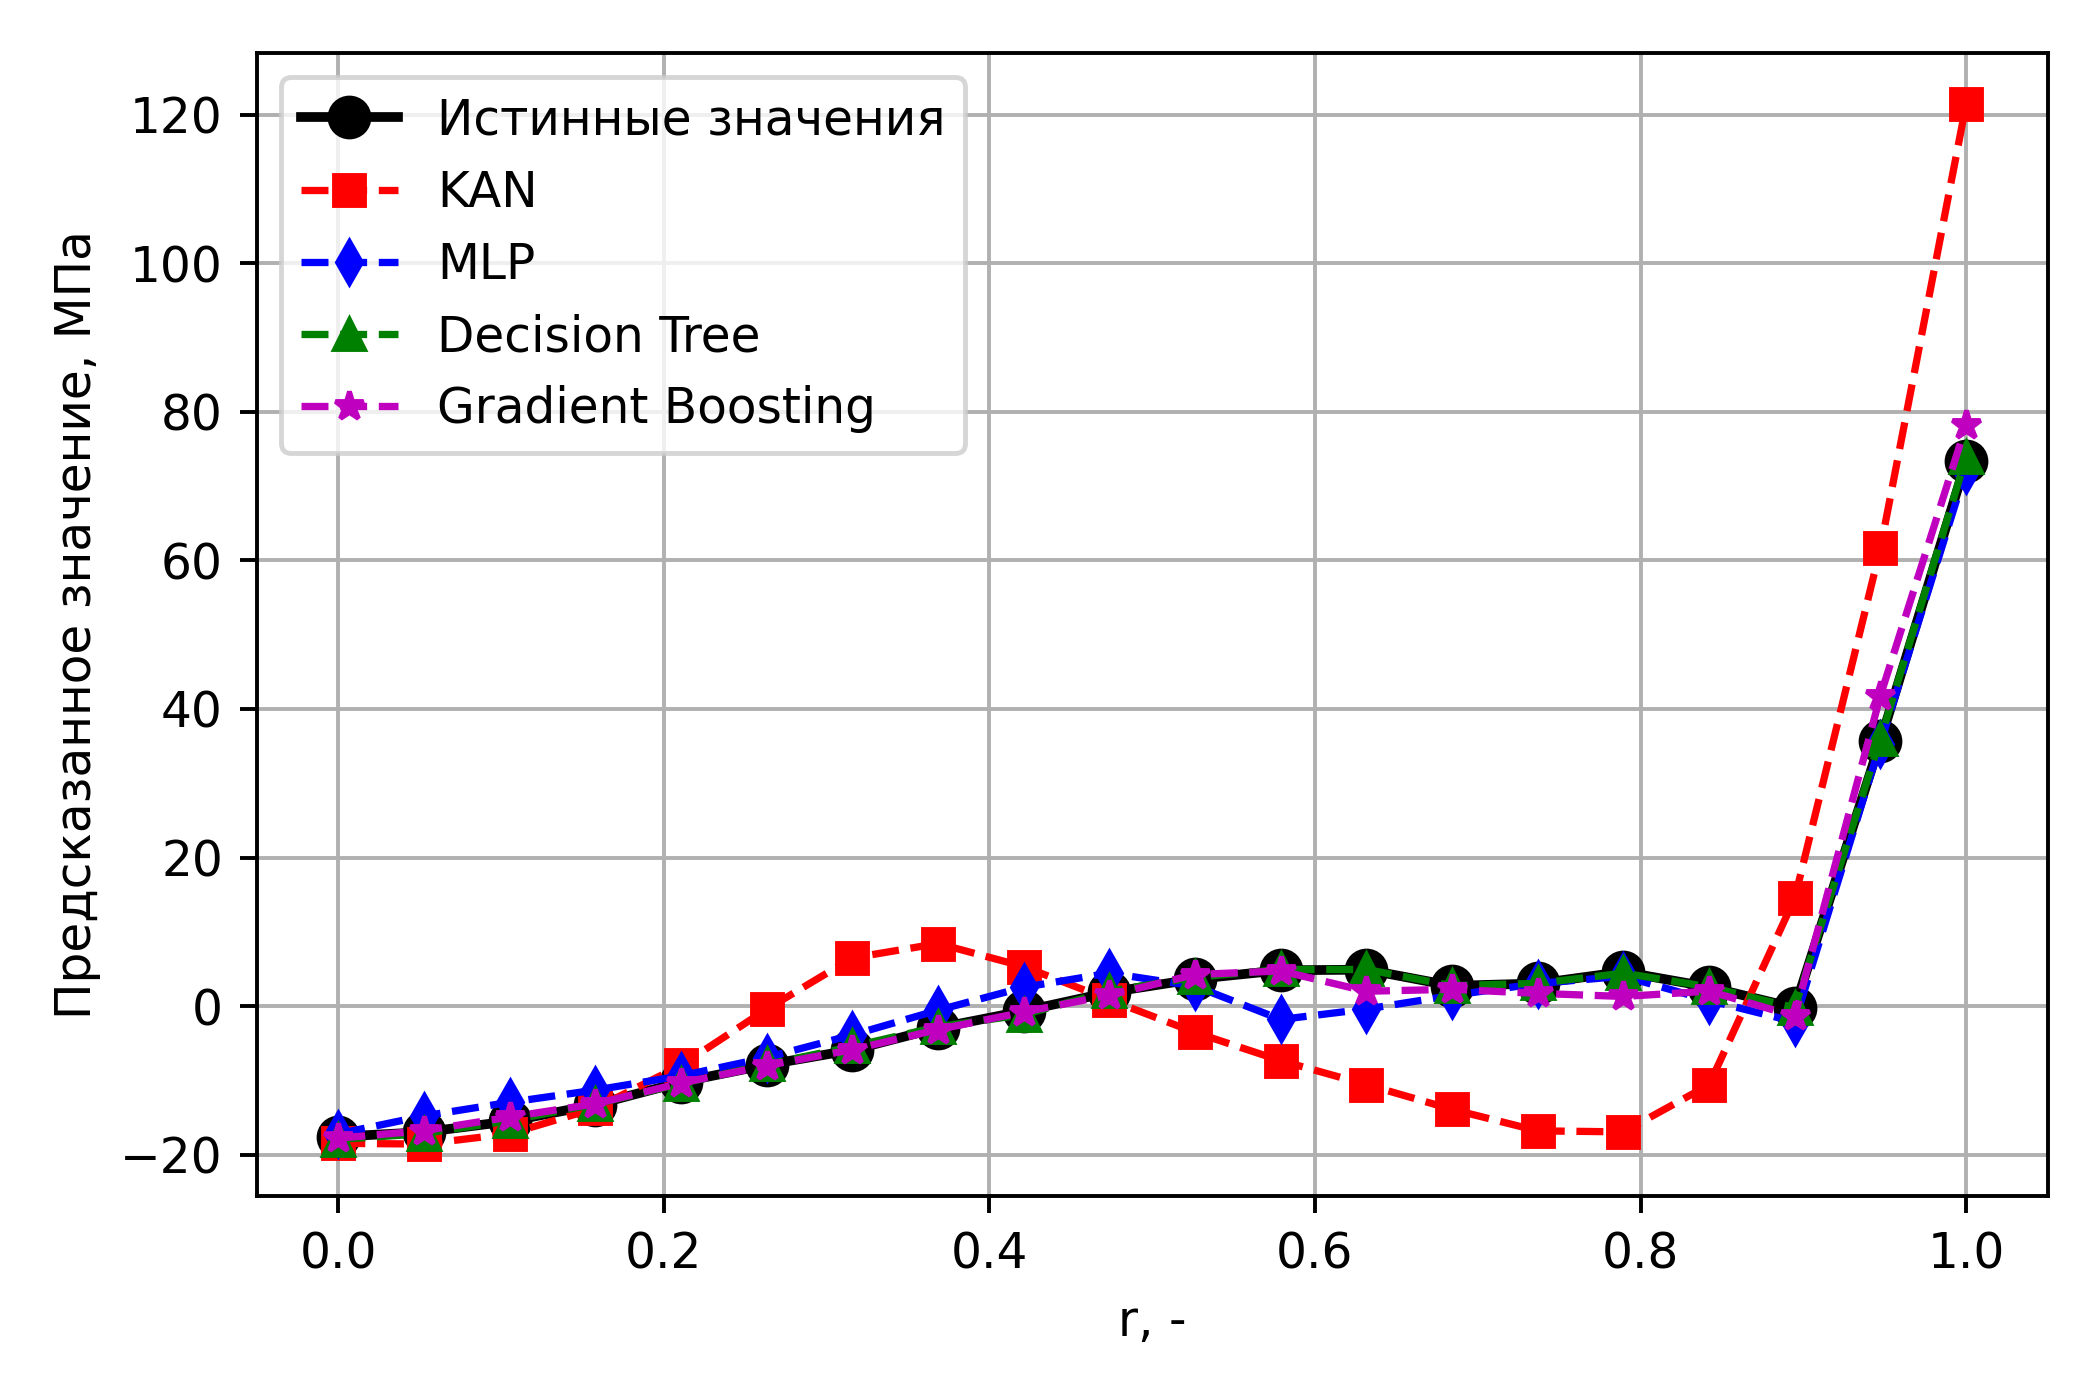 Истинные значения
KAN
MLP
Decision Tree
Gradient Boosting
Предсказанное значение, МПа
120
100
80
60
40
20
0
−20
0.0 0.2 0.4 0.6 0.8 1.0
r, -